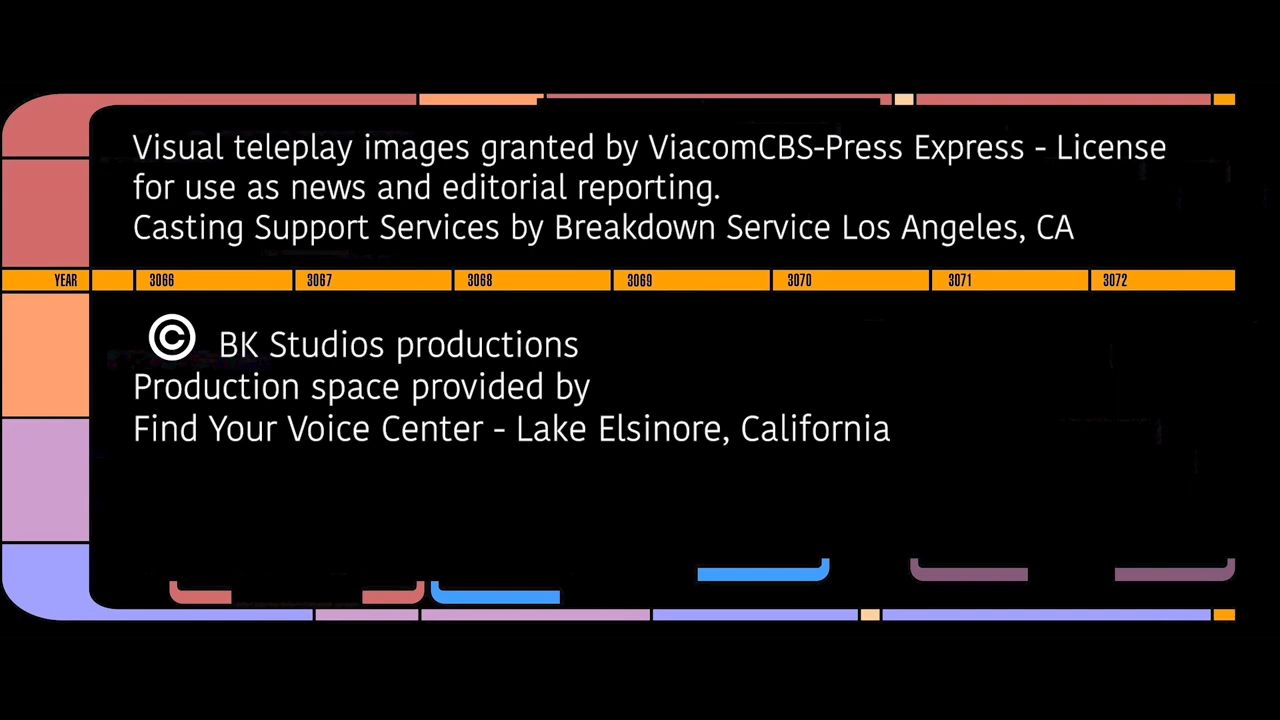 Visual teleplay images granted by ViacomCBS-Press Express - License
for use as news and editorial reporting.
Casting Support Services by Breakdown Service Los Angeles, CA
YEAR 3066 3067 3068 3069 3070 3071 3072
© BK Studios productions
Production space provided by
Find Your Voice Center - Lake Elsinore, California